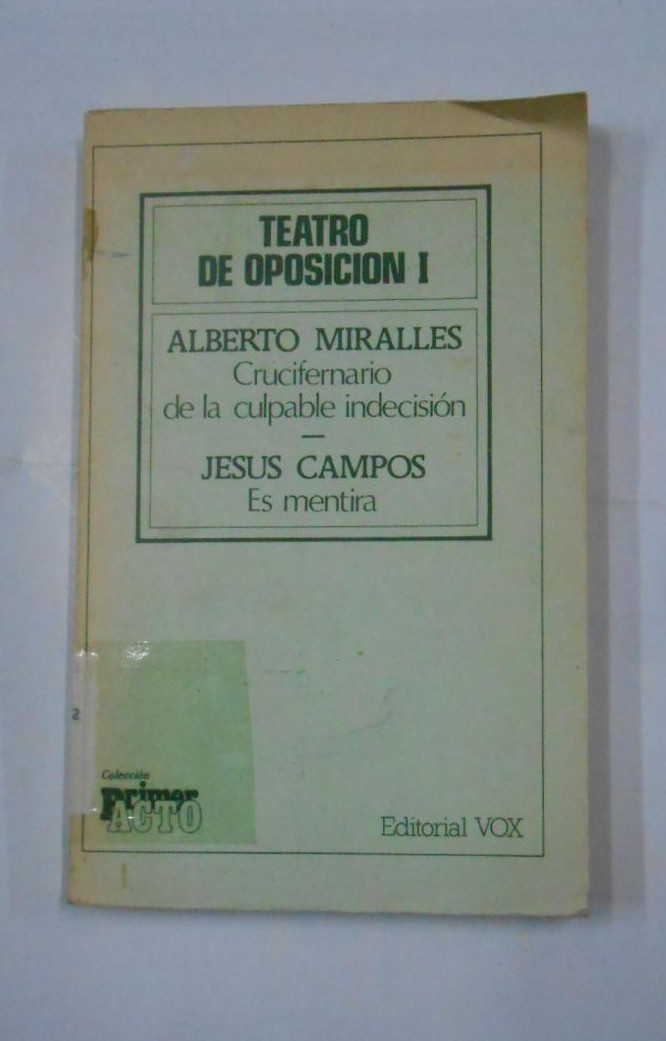 TEATRO
DE OPOSICION I
ALBERTO MIRALLES
Crucifernario
de la culpable indecisión
—
JESUS CAMPOS
Es mentira
2
Colección
Primer
ACTO
Editorial VOX